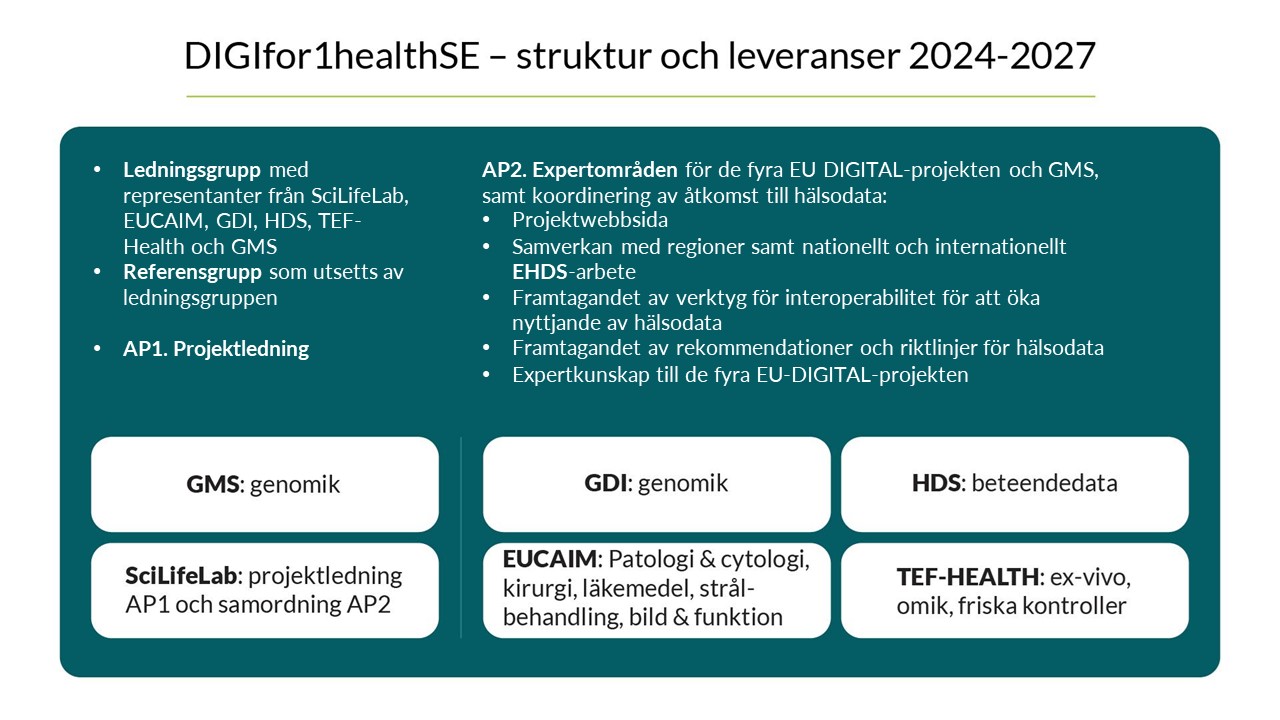 DIGIfor1healthSE – struktur och leveranser 2024-2027
• Ledningsgrupp med
representanter från SciLifeLab,
EUCAIM, GDI, HDS, TEF-
Health och GMS
• Referensgrupp som utsetts av
ledningsgruppen
• AP1. Projektledning
AP2. Expertområden för de fyra EU DIGITAL-projekten och GMS,
samt koordinering av åtkomst till hälsodata:
• Projektwebbsida
• Samverkan med regioner samt nationellt och internationellt
EHDS-arbete
• Framtagandet av verktyg för interoperabilitet för att öka
nyttjande av hälsodata
• Framtagandet av rekommendationer och riktlinjer för hälsodata
• Expertkunskap till de fyra EU-DIGITAL-projekten
GMS: genomik
GDI: genomik
HDS: beteendedata
SciLifeLab: projektledning
AP1 och samordning AP2
EUCAIM: Patologi & cytologi,
kirurgi, läkemedel, strål-
behandling, bild & funktion
TEF-HEALTH: ex-vivo,
omik, friska kontroller